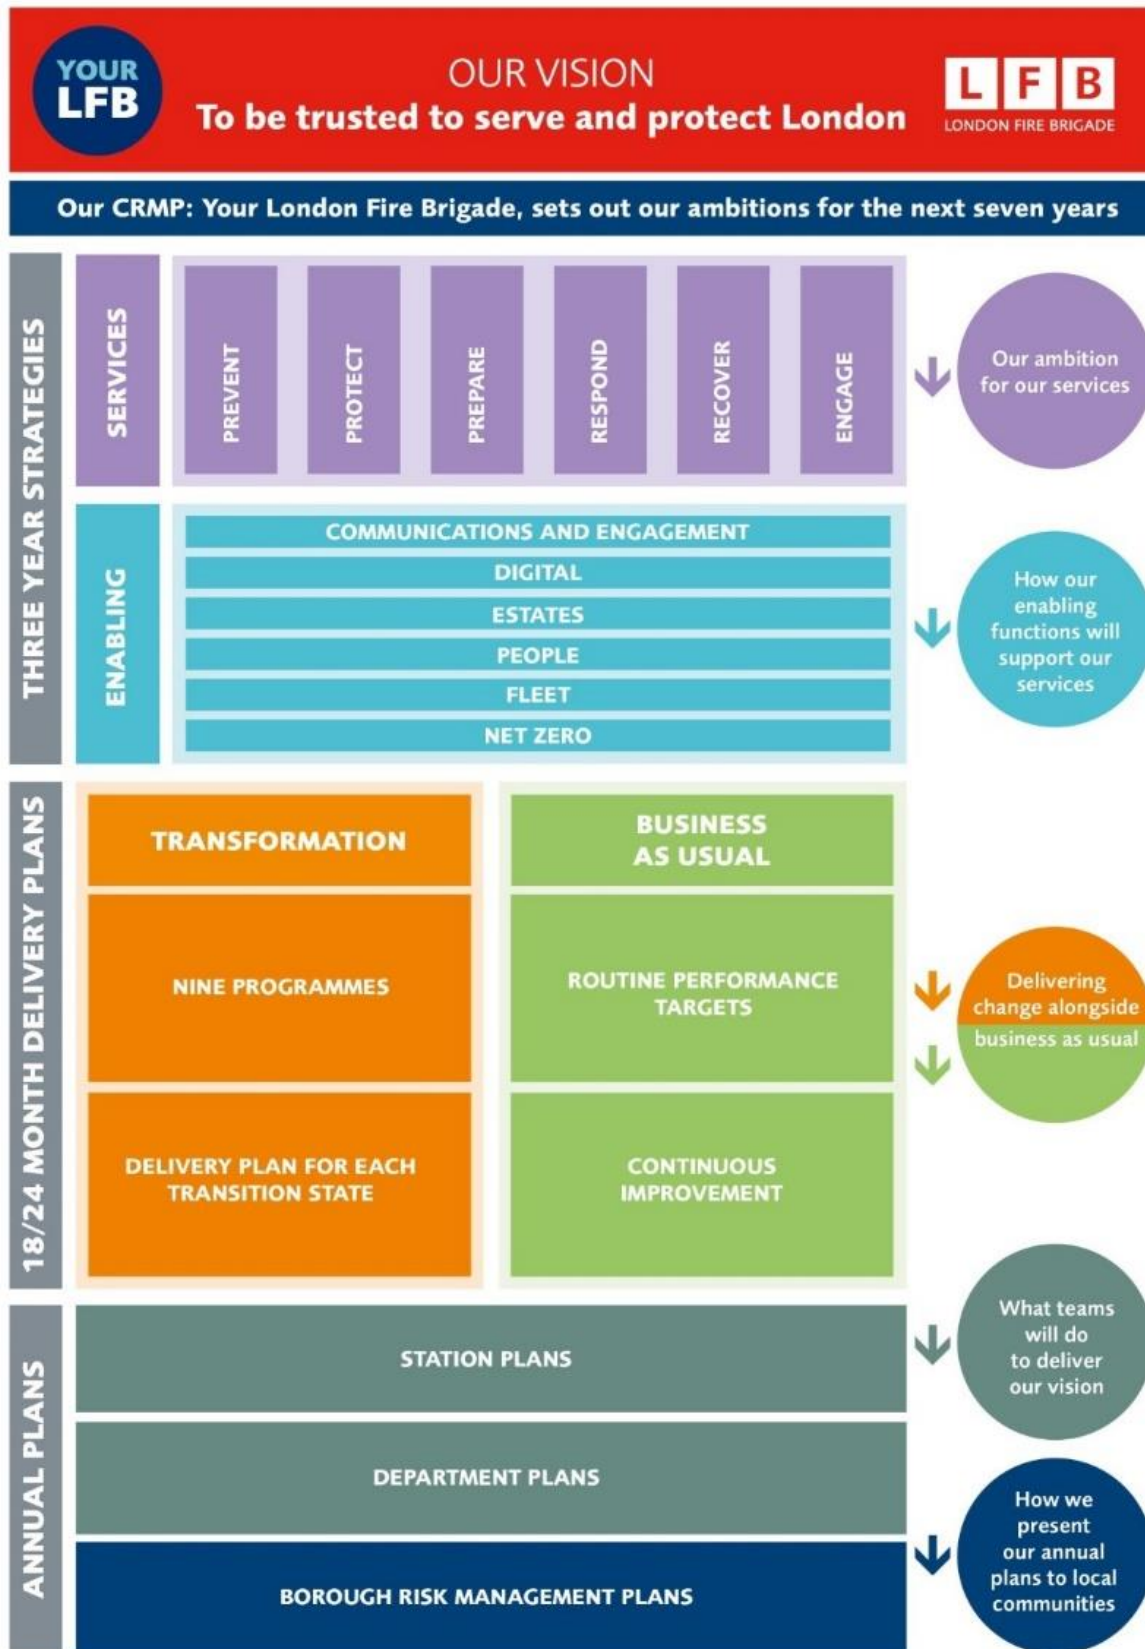 YOUR
LFB
OUR VISION
To be trusted to serve and protect London
L F B
LONDON FIRE BRIGADE
Our CRMP: Your London Fire Brigade, sets out our ambitions for the next seven years
THREE YEAR STRATEGIES
SERVICES
PREVENT
PROTECT
PREPARE
RESPOND
RECOVER
ENGAGE
Our ambition
for our services
ENABLING
COMMUNICATIONS AND ENGAGEMENT
DIGITAL
ESTATES
PEOPLE
FLEET
NET ZERO
How our
enabling
functions will
support our
services
18/24 MONTH DELIVERY PLANS
TRANSFORMATION
NINE PROGRAMMES
DELIVERY PLAN FOR EACH
TRANSITION STATE
BUSINESS
AS USUAL
ROUTINE PERFORMANCE
TARGETS
CONTINUOUS
IMPROVEMENT
Delivering
change alongside
business as usual
ANNUAL PLANS
STATION PLANS
DEPARTMENT PLANS
BOROUGH RISK MANAGEMENT PLANS
What teams
will do
to deliver
our vision
How we
present
our annual
plans to local
communities